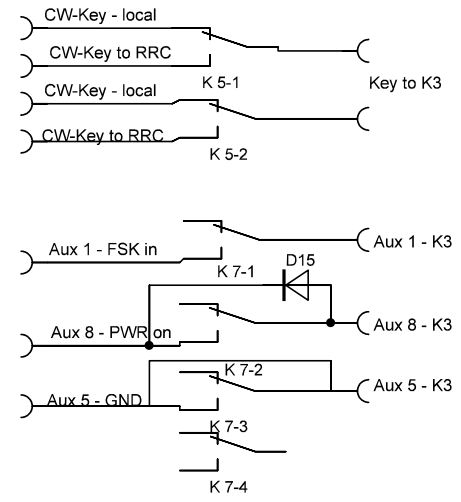 CW-Key - local
CW-Key to RRC
K 5-1
Key to K3
CW-Key - local
CW-Key to RRC
K 5-2
Aux 1 - FSK in
Aux 1 - K3
K 7-1
D15
Aux 8 - PWR on
Aux 8 - K3
K 7-2
Aux 5 - GND
Aux 5 - K3
K 7-3
K 7-4